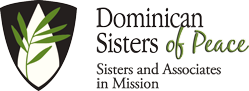 Dominican
Sisters of Peace
Sisters and Associates
in Mission